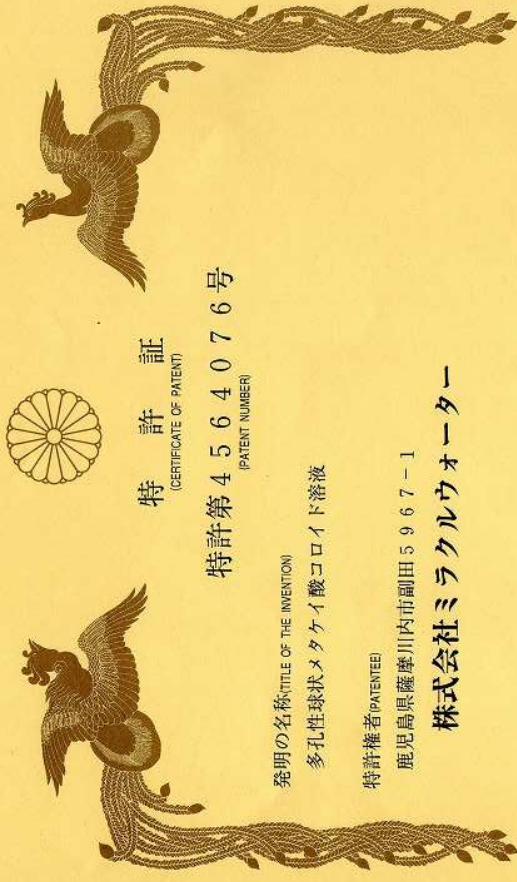 特許証
(CERTIFICATE OF PATENT)
特許第4564076号
(PATENT NUMBER)
発明の名称(TITLE OF THE INVENTION)
多孔性球状メタケイ酸コロイド溶液
特許権者(PATENTEE)
鹿児島県薩摩川内市副田5967-1
株式会社ミラクルウォーター